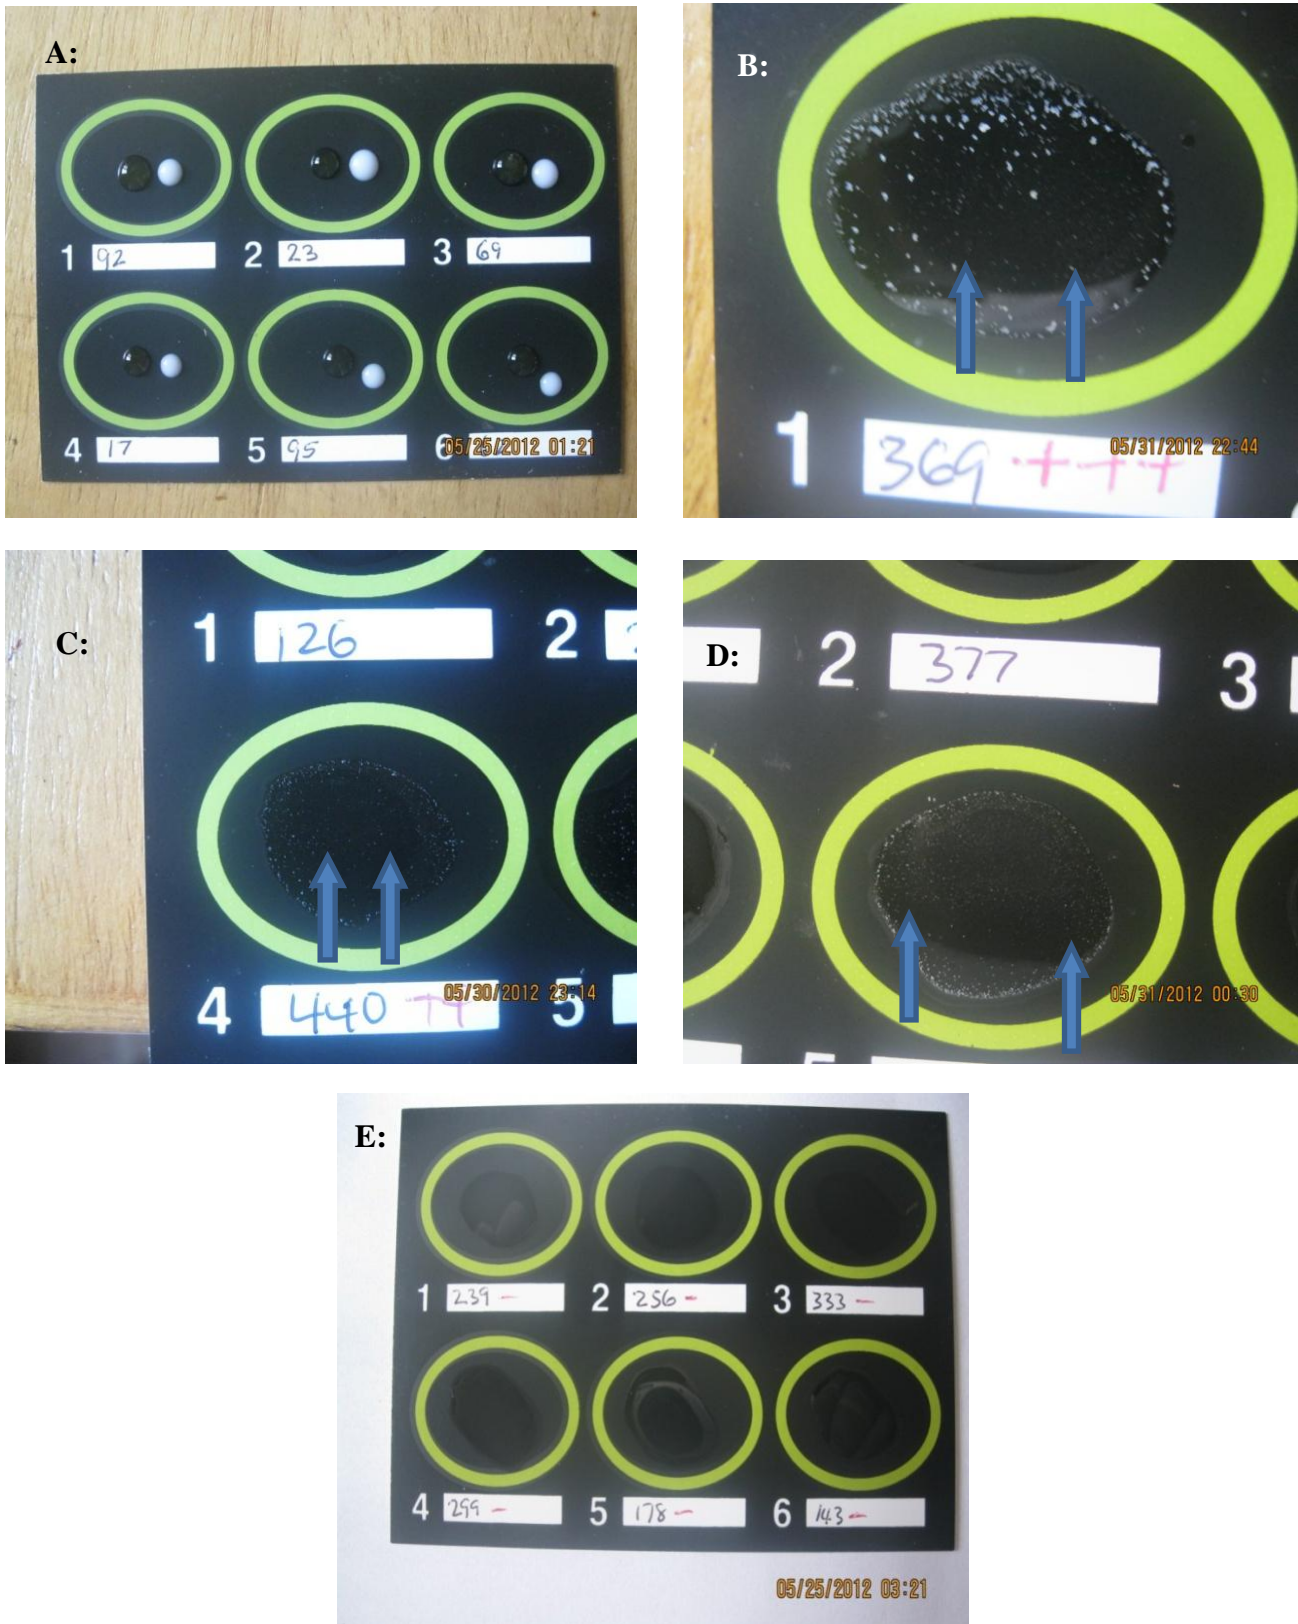 A:
1 92 2 23 3 69
4 17 5 95 6
05/25/2012 01:21
B:
1 369 +++
05/31/2012 22:44
C:
1 126 2
4 440 ++ 5
05/30/2012 23:14
D:
2 377 3
05/31/2012 00:30
5
E:
1 239 - 2 256 - 3 333 -
4 299 - 5 178 - 6 143 -
05/25/2012 03:21